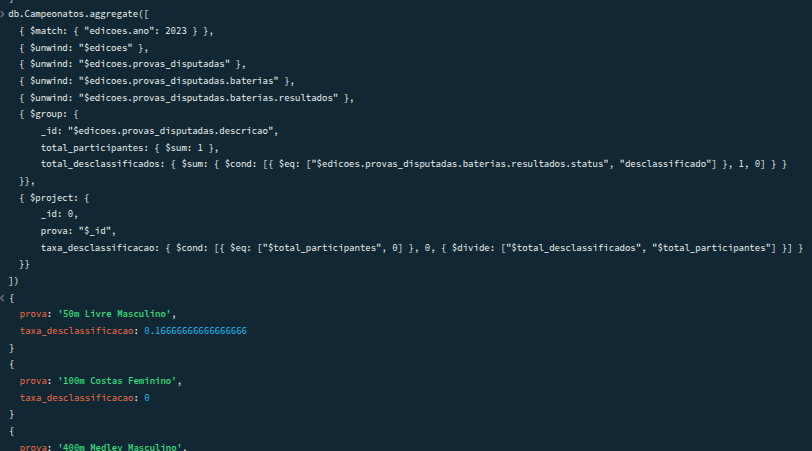 > db.Campeonatos.aggregate([
{ $match: { "edicoes.ano": 2023 } },
{ $unwind: "$edicoes" },
{ $unwind: "$edicoes.provas_disputadas" },
{ $unwind: "$edicoes.provas_disputadas.baterias" },
{ $unwind: "$edicoes.provas_disputadas.baterias.resultados" },
{ $group: {
_id: "$edicoes.provas_disputadas.descricao",
total_participantes: { $sum: 1 },
total_desclassificados: { $sum: { $cond: [{ $eq: ["$edicoes.provas_disputadas.baterias.resultados.status", "desclassificado"] }, 1, 0] } }
}},
{ $project: {
_id: 0,
prova: "$_id",
taxa_desclassificacao: { $cond: [{ $eq: ["$total_participantes", 0] }, 0, { $divide: ["$total_desclassificados", "$total_participantes"] }] }
}}
])
< {
prova: '50m Livre Masculino',
taxa_desclassificacao: 0.16666666666666666
}
{
prova: '100m Costas Feminino',
taxa_desclassificacao: 0
}
{
prova: '400m Medley Masculino',